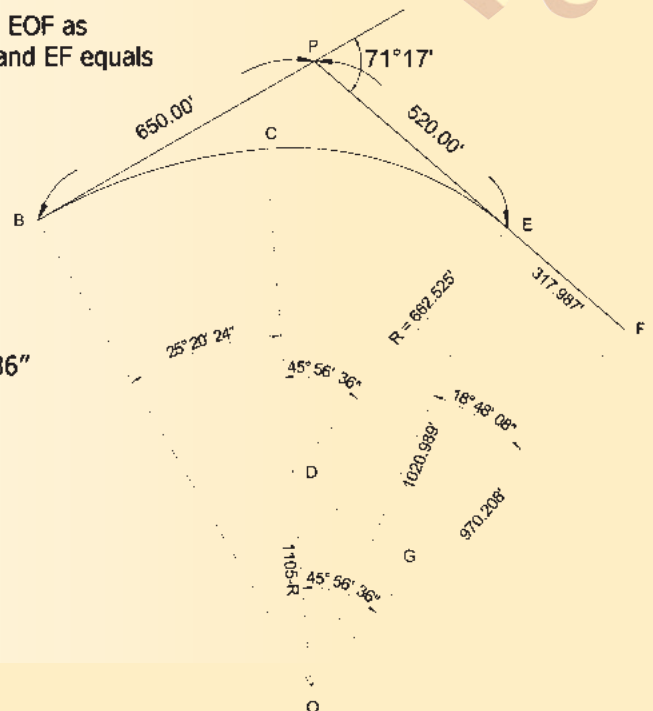 EOF as
and EF equals
P
71°17'
650.00'
520.00'
C
B
E
317.987'
F
R = 662.525'
25° 20' 24"
36"
45° 56' 36"
18° 48' 08"
1020.989'
D
970.208'
G
1105-R
45° 56' 36"
O